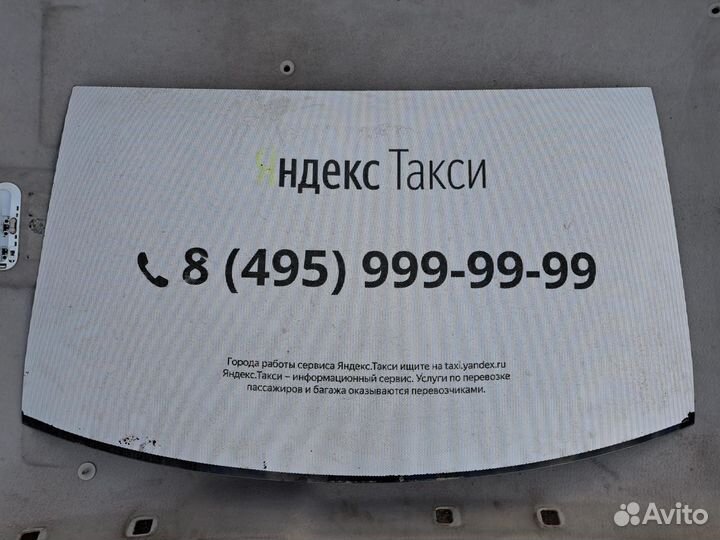 Яндекс Такси
8 (495) 999-99-99
Города работы сервиса Яндекс.Такси ищите на taxi.yandex.ru
Яндекс.Такси – информационный сервис. Услуги по перевозке
пассажиров и багажа оказываются перевозчиками.
Avito